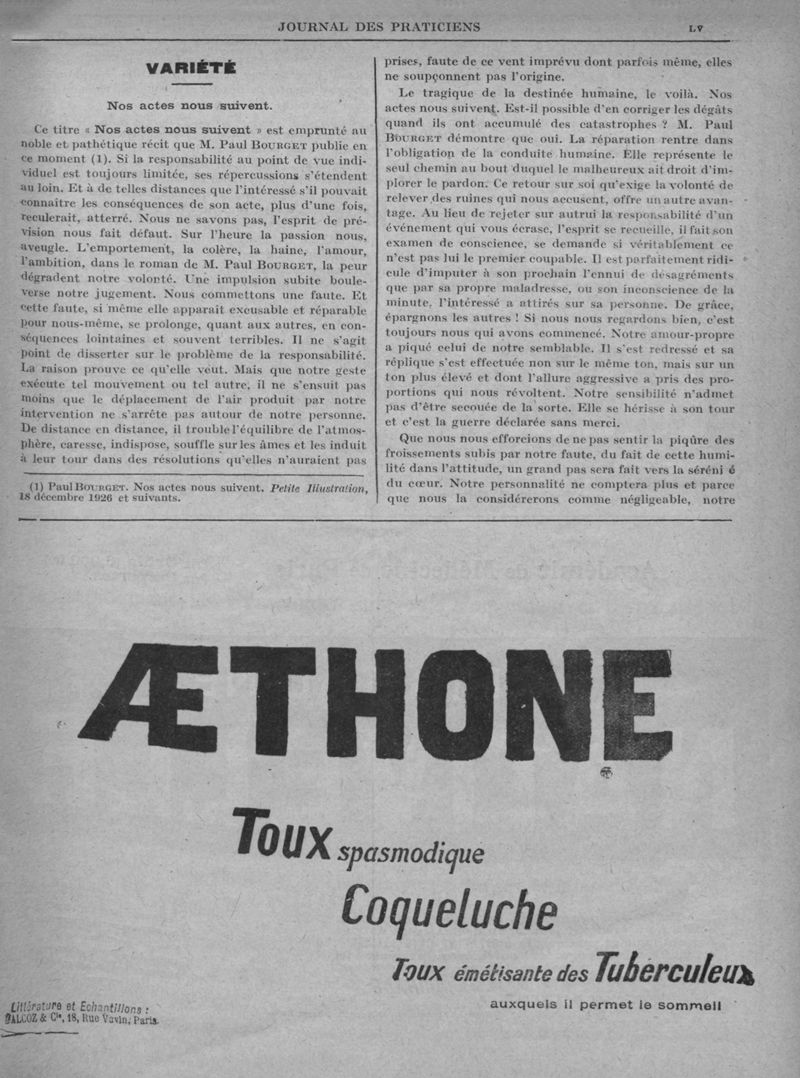 JOURNAL DES PRATICIENS
LV
VARIÉTÉ
Nos actes nous suivent.
Ce titre « Nos actes nous suivent » est emprunté au
noble et pathétique récit que M. Paul BOURGET publie en
ce moment (1). Si la responsabilité au point de vue indi-
viduel est toujours limitée, ses répercussions s'étendent
au loin. Et à de telles distances que l'intéressé s'il pouvait
connaitre les conséquences de son acte, plus d'une fois,
reculerait, atterré. Nous ne savons pas, l'esprit de pré-
vision nous fait défaut. Sur l'heure la passion nous,
aveugle. L'emportement, la colère, la haine, l'amour,
l'ambition, dans le roman de M. Paul BOURGET, la peur
dégradent notre volonté. Une impulsion subite boule-
verse notre jugement. Nous commettons une faute. Et
cette faute, si même elle apparait excusable et réparable
pour nous-même, se prolonge, quant aux autres, en con-
séquences lointaines et souvent terribles. Il ne s'agit
point de disserter sur le problème de la responsabilité.
La raison prouve ce qu'elle veut. Mais que notre geste
exécute tel mouvement ou tel autre, il ne s'ensuit pas
moins que le déplacement de l'air produit par notre
intervention ne s'arrête pas autour de notre personne.
De distance en distance, il trouble l'équilibre de l'atmos-
phère, caresse, indispose, souffle sur les âmes et les induit
à leur tour dans des résolutions qu'elles n'auraient pas
(1) Paul BOURGET. Nos actes nous suivent. Petite Illustration,
18 décembre 1926 et suivants.
prises, faute de ce vent imprévu dont parfois même, elles
ne soupçonnent pas l'origine.
Le tragique de la destinée humaine, le voilà. Nos
actes nous suivent. Est-il possible d'en corriger les dégâts
quand ils ont accumulé des catastrophes ? M. Paul
BOURGET démontre que oui. La réparation rentre dans
l'obligation de la conduite humaine. Elle représente le
seul chemin au bout duquel le malheureux ait droit d'im-
plorer le pardon. Ce retour sur soi qu'exige la volonté de
relever des ruines qui nous accusent, offre un autre avan-
tage. Au lieu de rejeter sur autrui la responsabilité d'un
événement qui vous écrase, l'esprit se recueille, il fait son
examen de conscience, se demande si véritablement ce
n'est pas lui le premier coupable. Il est parfaitement ridi-
cule d'imputer à son prochain l'ennui de désagréments
que par sa propre maladresse, ou son inconscience de la
minute, l'intéressé a attirés sur sa personne. De grâce,
épargnons les autres ! Si nous nous regardons bien, c'est
toujours nous qui avons commencé. Notre amour-propre
a piqué celui de notre semblable. Il s'est redressé et sa
réplique s'est effectuée non sur le même ton, mais sur un
ton plus élevé et dont l'allure aggressive a pris des pro-
portions qui nous révoltent. Notre sensibilité n'admet
pas d'être secouée de la sorte. Elle se hérisse à son tour
et c'est la guerre déclarée sans merci.
Que nous nous efforcions de ne pas sentir la piqûre des
froissements subis par notre faute, du fait de cette humi-
lité dans l'attitude, un grand pas sera fait vers la séréni é
du cœur. Notre personnalité ne comptera plus et parce
que nous la considérerons comme négligeable, notre
ÆTHONE
Toux spasmodique
Coqueluche
Toux émétisante des Tuberculeux
auxquels il permet le sommeil
Littérature et Echantillons :
FALCOZ & Cie, 18, Rue Vavin, Paris.